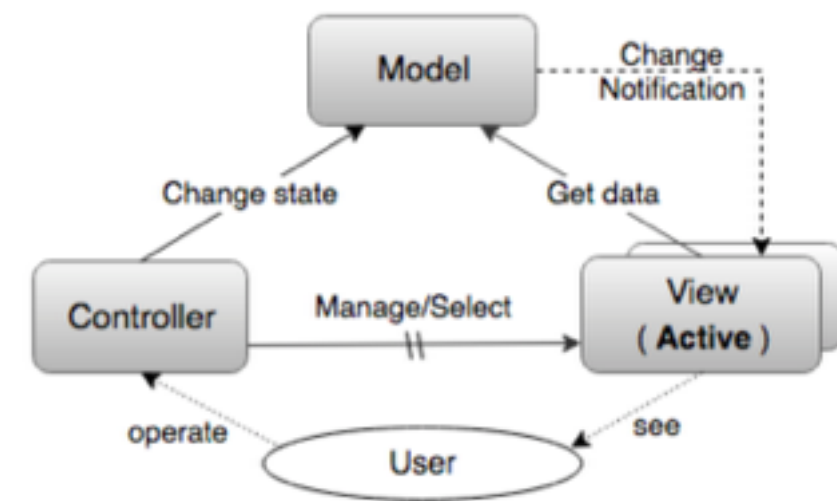 Model
Change
Notification
Change state
Get data
Controller
Manage/Select
View
( Active )
operate
see
User